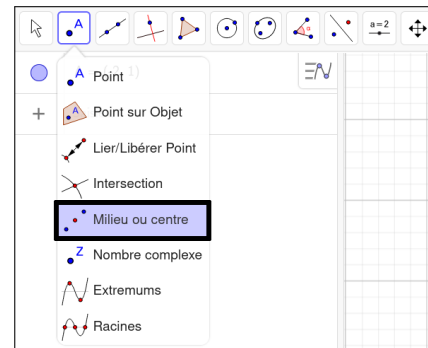 A
a = 2
A Point
A Point sur Objet
Lier/Libérer Point
Intersection
Milieu ou centre
z Nombre complexe
Extremums
Racines